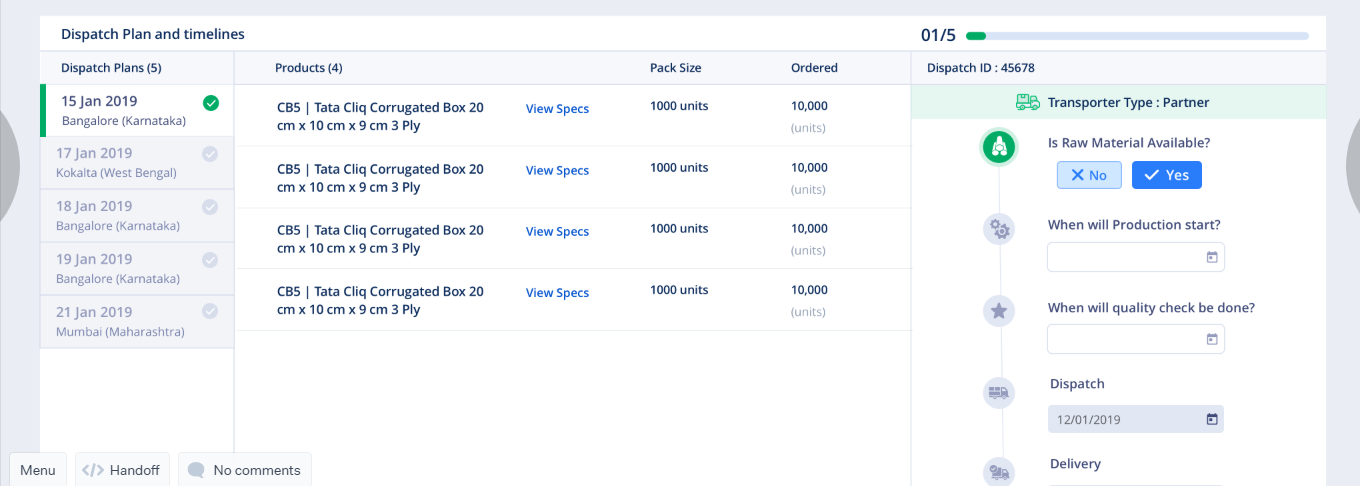 Dispatch Plan and timelines
01/5
Dispatch Plans (5)
Products (4)
Pack Size
Ordered
Dispatch ID : 45678
15 Jan 2019
Bangalore (Karnataka)
17 Jan 2019
Kokalta (West Bengal)
18 Jan 2019
Bangalore (Karnataka)
19 Jan 2019
Bangalore (Karnataka)
21 Jan 2019
Mumbai (Maharashtra)
CB5 | Tata Cliq Corrugated Box 20
cm x 10 cm x 9 cm 3 Ply
View Specs
1000 units
10,000
(units)
CB5 | Tata Cliq Corrugated Box 20
cm x 10 cm x 9 cm 3 Ply
View Specs
1000 units
10,000
(units)
CB5 | Tata Cliq Corrugated Box 20
cm x 10 cm x 9 cm 3 Ply
View Specs
1000 units
10,000
(units)
CB5 | Tata Cliq Corrugated Box 20
cm x 10 cm x 9 cm 3 Ply
View Specs
1000 units
10,000
(units)
Transporter Type : Partner
Is Raw Material Available?
No
Yes
When will Production start?
When will quality check be done?
Dispatch
12/01/2019
Delivery
Menu
Handoff
No comments